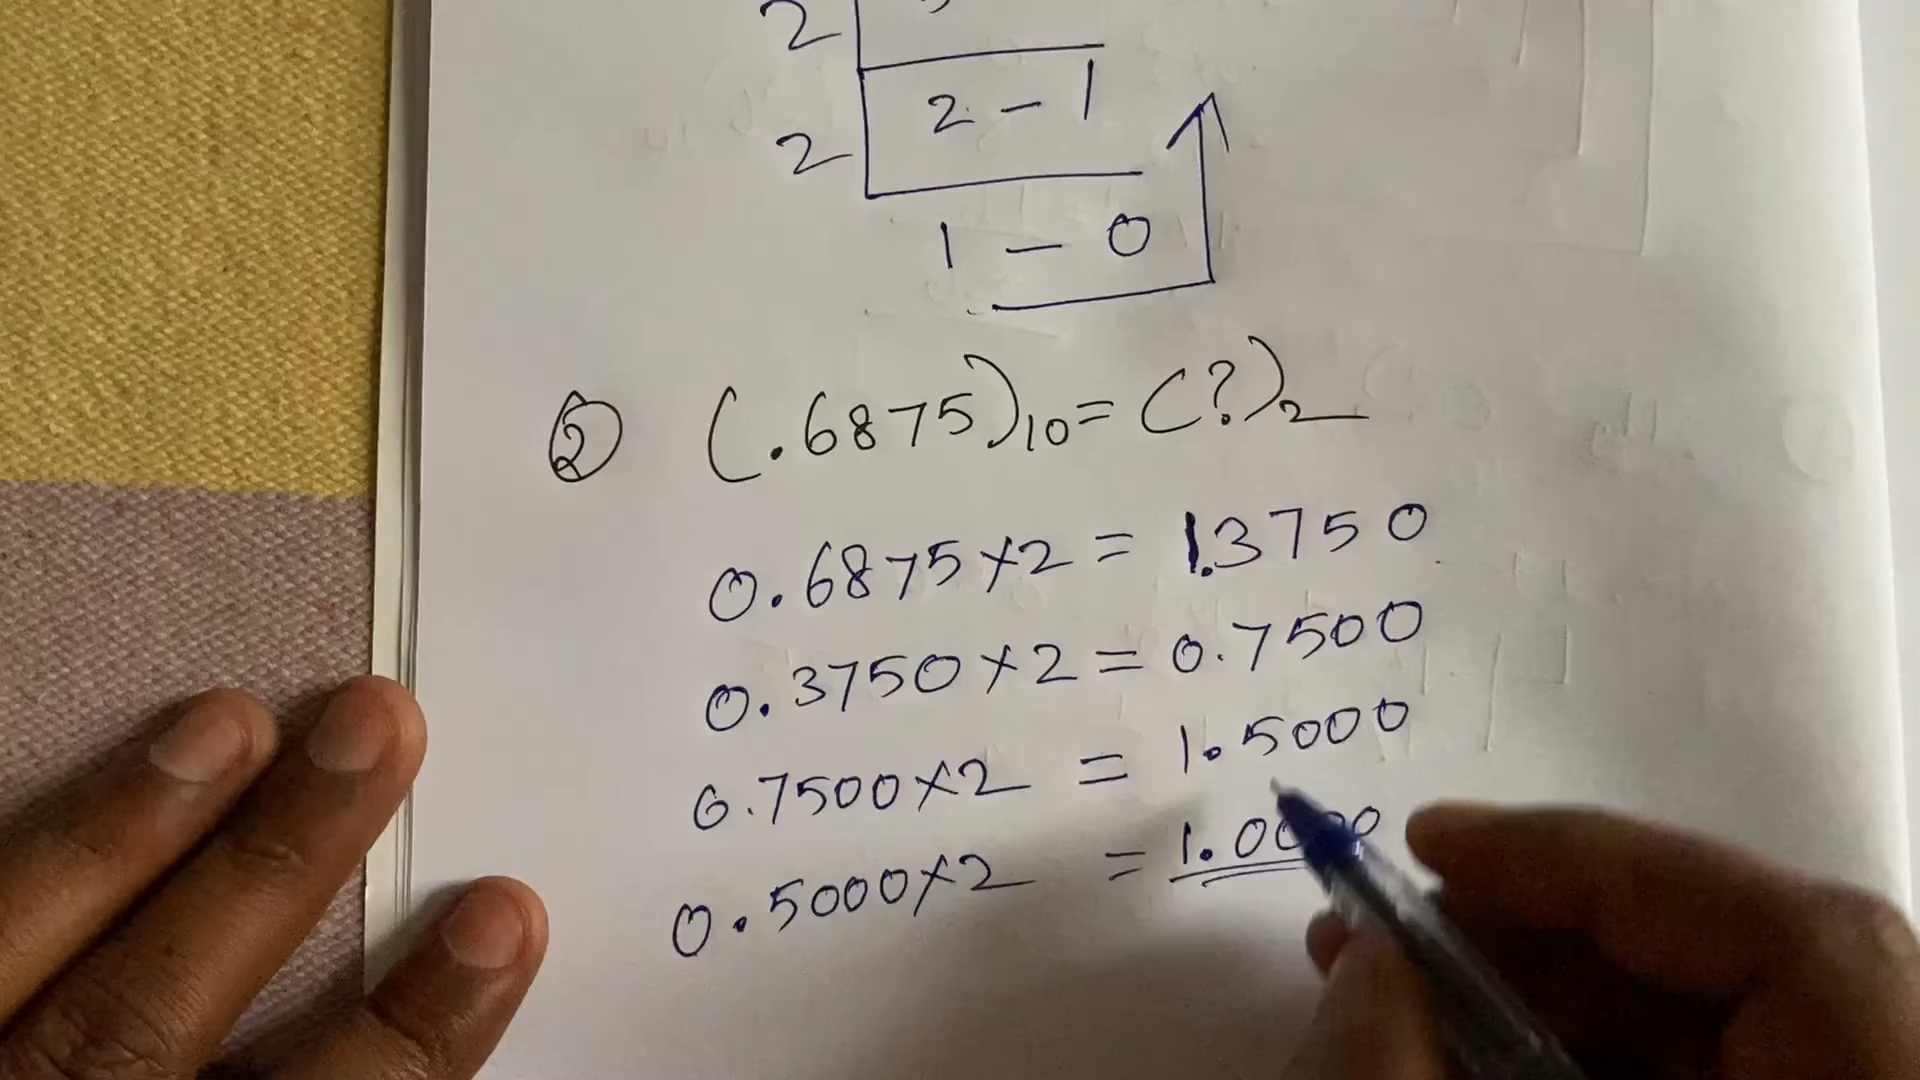 2
2 2 - 1
1 - 0
② (.6875)₁₀ = (?)₂
0.6875×2 = 1.3750
0.3750×2 = 0.7500
0.7500×2 = 1.5000
0.5000×2 = 1.0000